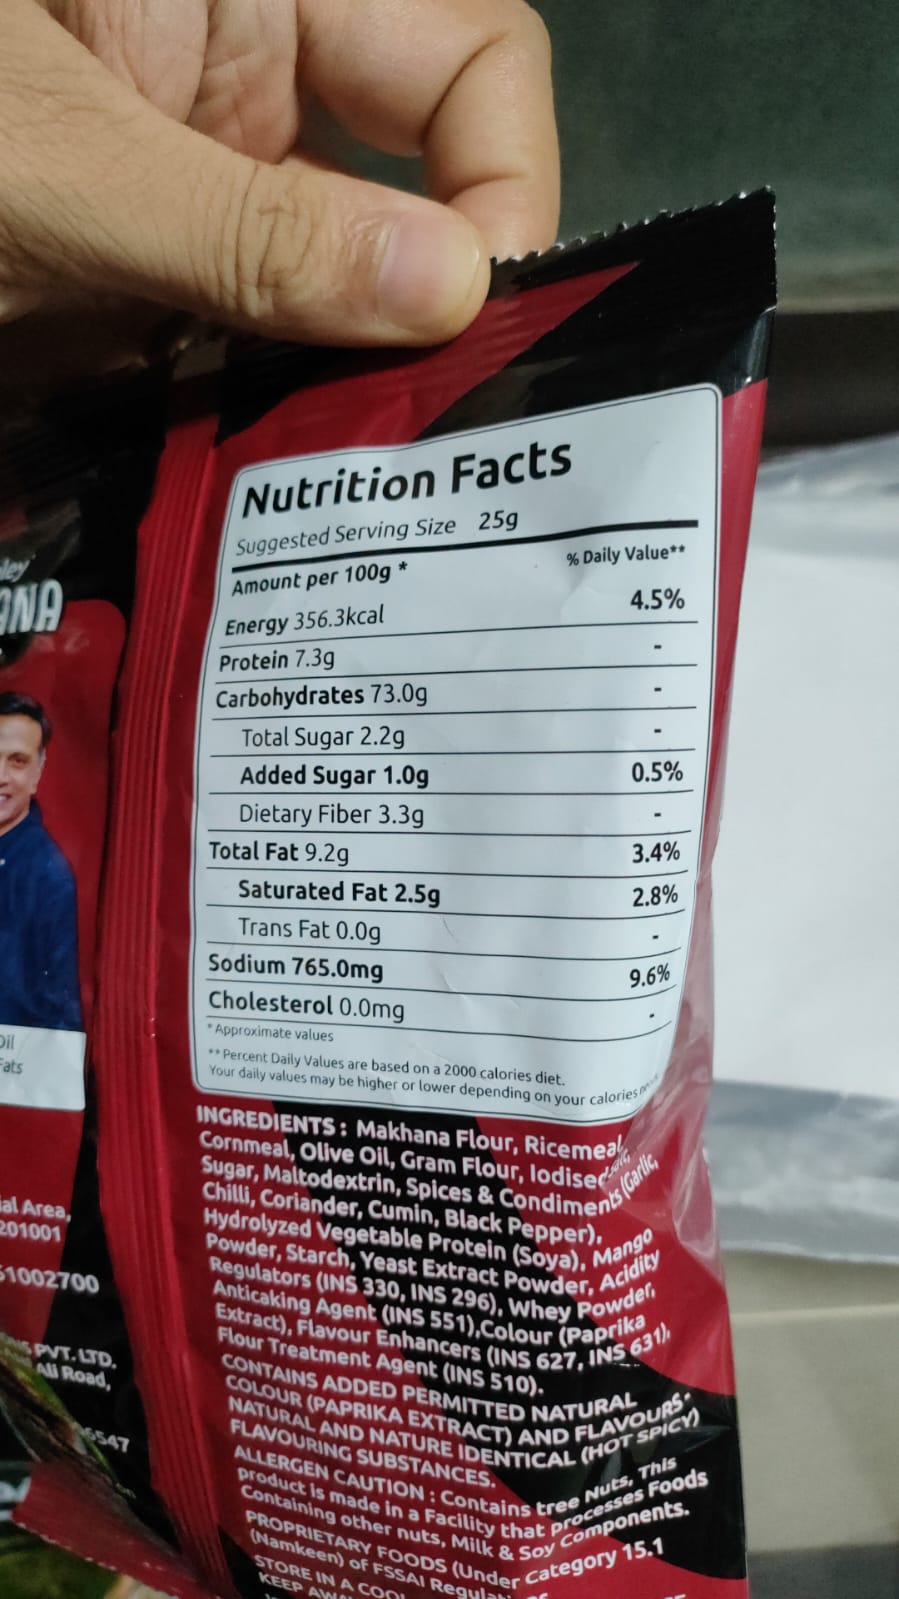 ley
ANA
Oil
Fats
ial Area,
201001
51002700
PVT. LTD.
Ali Road,
6547
Nutrition Facts
Suggested Serving Size 25g
Amount per 100g * % Daily Value**
Energy 356.3kcal 4.5%
Protein 7.3g -
Carbohydrates 73.0g -
Total Sugar 2.2g -
Added Sugar 1.0g 0.5%
Dietary Fiber 3.3g -
Total Fat 9.2g 3.4%
Saturated Fat 2.5g 2.8%
Trans Fat 0.0g -
Sodium 765.0mg 9.6%
Cholesterol 0.0mg -
*Approximate values
**Percent Daily Values are based on a 2000 calories diet.
Your daily values may be higher or lower depending on your calories
INGREDIENTS : Makhana Flour, Ricemeal,
Cornmeal, Olive Oil, Gram Flour, Iodised
Sugar, Maltodextrin, Spices & Condiments (Garlic,
Chilli, Coriander, Cumin, Black Pepper),
Hydrolyzed Vegetable Protein (Soya), Mango
Powder, Starch, Yeast Extract Powder, Acidity
Regulators (INS 330, INS 296), Whey Powder,
Anticaking Agent (INS 551),Colour (Paprika
Extract), Flavour Enhancers (INS 627, INS 631),
Flour Treatment Agent (INS 510).
CONTAINS ADDED PERMITTED NATURAL
COLOUR (PAPRIKA EXTRACT) AND FLAVOURS.
NATURAL AND NATURE IDENTICAL (HOT SPICY)
FLAVOURING SUBSTANCES.
ALLERGEN CAUTION : Contains tree Nuts, This
product is made in a Facility that processes Foods
Containing other nuts, Milk & Soy Components.
PROPRIETARY FOODS (Under Category 15.1
(Namkeen) of FSSAI
STORE IN A COOL
KEEP